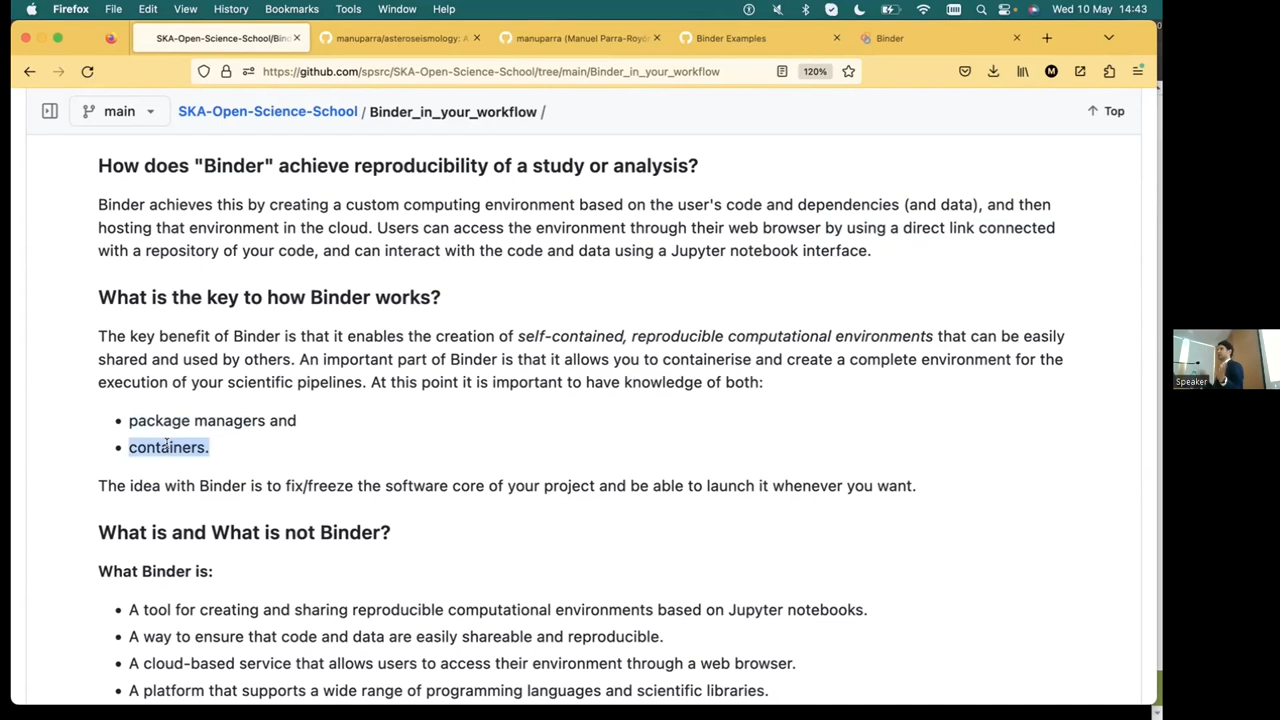 Firefox File Edit View History Bookmarks Tools Window Help Wed 10 May 14:43
SKA-Open-Science-School/Bin manuparra/asteroseismology: A manuparra (Manuel Parra-Royón Binder Examples Binder
https://github.com/spsrc/SKA-Open-Science-School/tree/main/Binder_in_your_workflow 120%
main SKA-Open-Science-School / Binder_in_your_workflow / Top
How does "Binder" achieve reproducibility of a study or analysis?
Binder achieves this by creating a custom computing environment based on the user's code and dependencies (and data), and then
hosting that environment in the cloud. Users can access the environment through their web browser by using a direct link connected
with a repository of your code, and can interact with the code and data using a Jupyter notebook interface.
What is the key to how Binder works?
The key benefit of Binder is that it enables the creation of self-contained, reproducible computational environments that can be easily
shared and used by others. An important part of Binder is that it allows you to containerise and create a complete environment for the
execution of your scientific pipelines. At this point it is important to have knowledge of both:
• package managers and
• containers.
Speaker
The idea with Binder is to fix/freeze the software core of your project and be able to launch it whenever you want.
What is and What is not Binder?
What Binder is:
• A tool for creating and sharing reproducible computational environments based on Jupyter notebooks.
• A way to ensure that code and data are easily shareable and reproducible.
• A cloud-based service that allows users to access their environment through a web browser.
• A platform that supports a wide range of programming languages and scientific libraries.